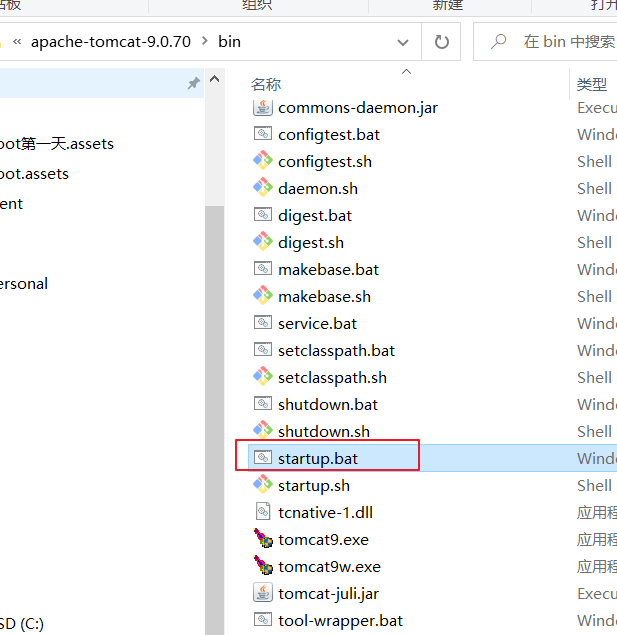 组织
新建
« apache-tomcat-9.0.70 > bin
在 bin 中搜索
名称
类型
commons-daemon.jar
Execu
configtest.bat
Windo
configtest.sh
Shell
daemon.sh
Shell
digest.bat
Windo
digest.sh
Shell
makebase.bat
Windo
makebase.sh
Shell
service.bat
Windo
setclasspath.bat
Windo
setclasspath.sh
Shell
shutdown.bat
Windo
shutdown.sh
Shell
startup.bat
Windo
startup.sh
Shell
tcnative-1.dll
应用程
tomcat9.exe
应用程
tomcat9w.exe
应用程
tomcat-juli.jar
Execu
tool-wrapper.bat
Windo
oot第一天.assets
oot.assets
ent
ersonal
SD (C:)